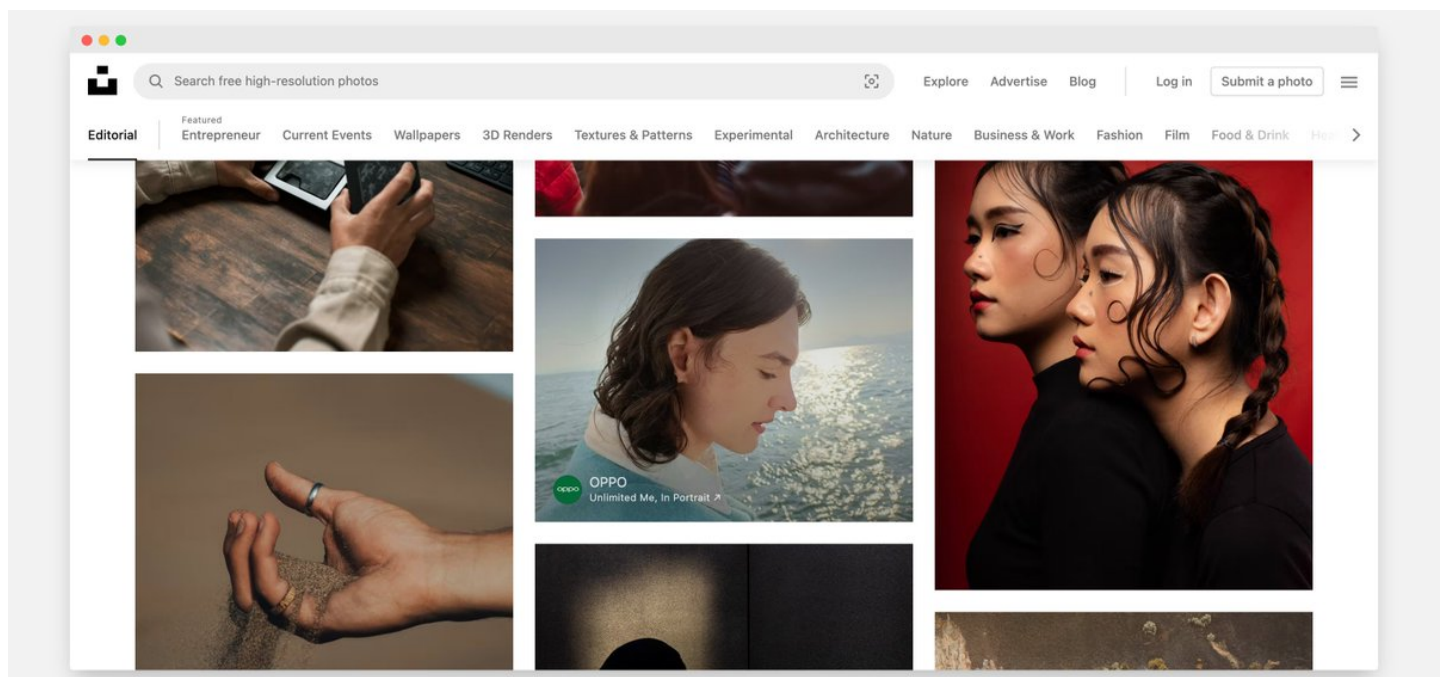 Search free high-resolution photos
Explore Advertise Blog Log in Submit a photo
Featured
Editorial Entrepreneur Current Events Wallpapers 3D Renders Textures & Patterns Experimental Architecture Nature Business & Work Fashion Film Food & Drink
oppo OPPO
Unlimited Me, In Portrait ↗